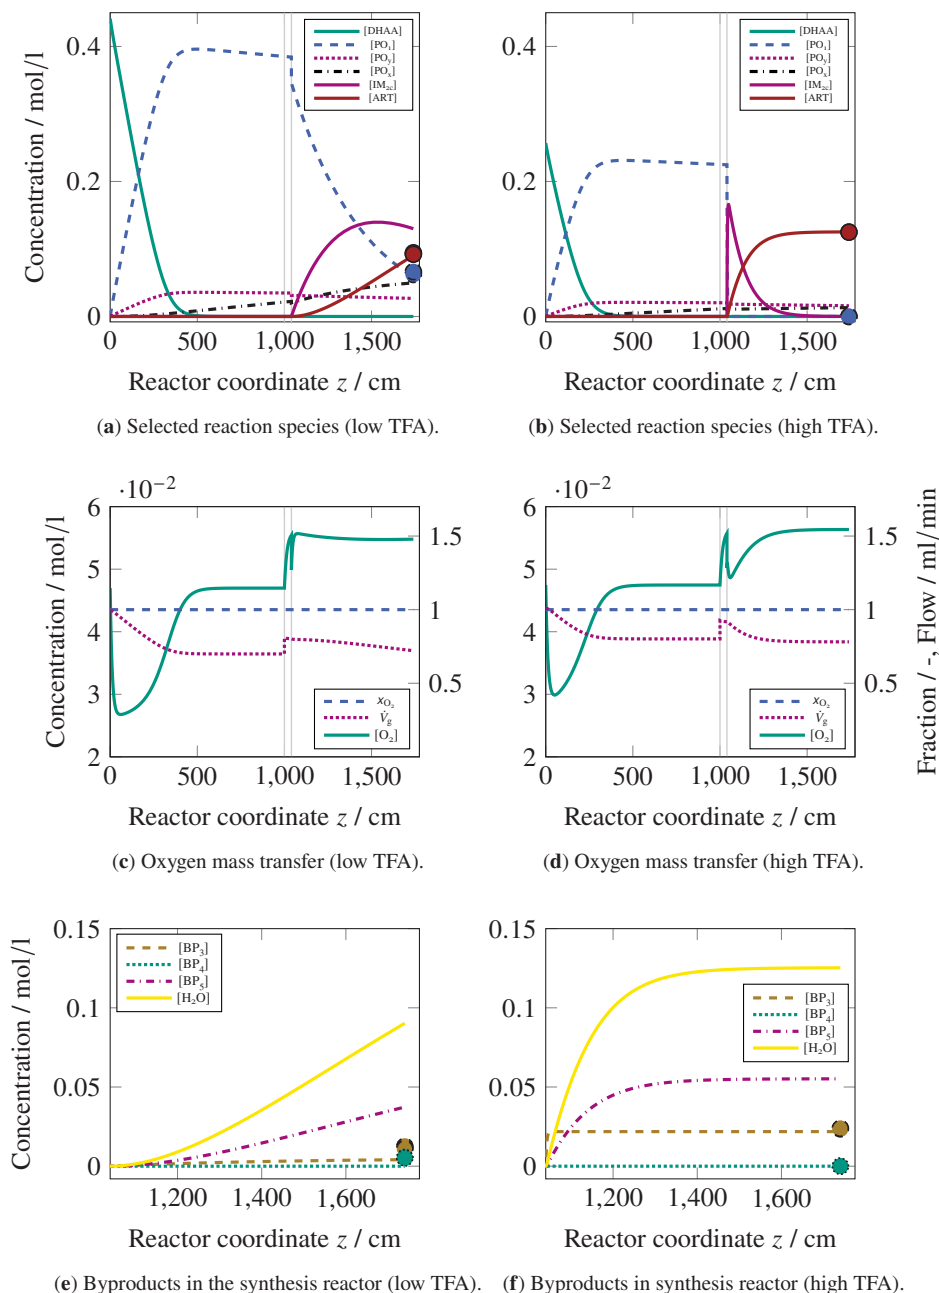 Concentration / mol/l
0.4
0.2
0
[DHAA]
[PO₁]
[POᵧ]
[POₓ]
[IM₂c]
[ART]
0 500 1,000 1,500
Reactor coordinate z / cm
(a) Selected reaction species (low TFA).
0.4
0.2
0
[DHAA]
[PO₁]
[POᵧ]
[POₓ]
[IM₂c]
[ART]
0 500 1,000 1,500
Reactor coordinate z / cm
(b) Selected reaction species (high TFA).
·10⁻²
Concentration / mol/l
6
5
4
3
2
1.5
1
0.5
x_O₂
V̇_g
[O₂]
0 500 1,000 1,500
Reactor coordinate z / cm
(c) Oxygen mass transfer (low TFA).
·10⁻²
6
5
4
3
2
1.5
1
0.5
Fraction / -, Flow / ml/min
x_O₂
V̇_g
[O₂]
0 500 1,000 1,500
Reactor coordinate z / cm
(d) Oxygen mass transfer (high TFA).
Concentration / mol/l
0.15
0.1
0.05
0
[BP₃]
[BP₄]
[BP₅]
[H₂O]
1,200 1,400 1,600
Reactor coordinate z / cm
(e) Byproducts in the synthesis reactor (low TFA).
0.15
0.1
0.05
0
[BP₃]
[BP₄]
[BP₅]
[H₂O]
1,200 1,400 1,600
Reactor coordinate z / cm
(f) Byproducts in synthesis reactor (high TFA).